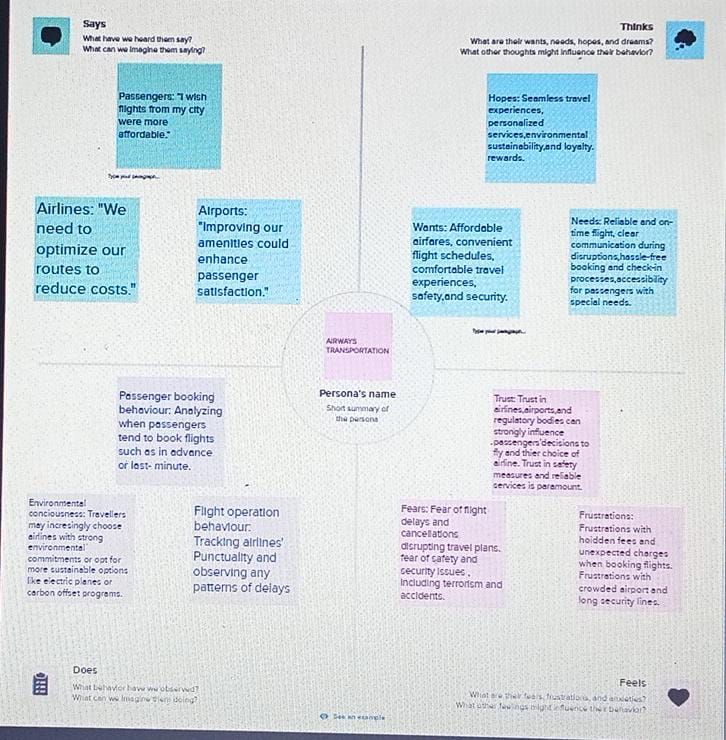 Says
What have we heard them say?
What can we imagine them saying?
Thinks
What are their wants, needs, hopes, and dreams?
What other thoughts might influence their behavior?
Passengers: "I wish
flights from my city
were more
affordable."
Type your paragraph...
Hopes: Seamless travel
experiences,
personalized
services,environmental
sustainability,and loyalty.
rewards.
Airlines: "We
need to
optimize our
routes to
reduce costs."
Airports:
"Improving our
amenities could
enhance
passenger
satisfaction."
Wants: Affordable
airfares, convenient
flight schedules,
comfortable travel
experiences,
safety,and security.
Needs: Reliable and on-
time flight, clear
communication during
disruptions,hassle-free
booking and check-in
processes,accessibility
for passengers with
special needs.
Type your paragraph...
AIRWAYS
TRANSPORTATION
Persona's name
Short summary of
the persona
Passenger booking
behaviour: Analyzing
when passengers
tend to book flights
such as in advance
or last- minute.
Trust: Trust in
airlines,airports,and
regulatory bodies can
strongly influence
.passengers'decisions to
fly and thier choice of
airline. Trust in safety
measures and reliable
services is paramount.
Environmental
conciousness: Travellers
may incresingly choose
airlines with strong
environmental
commitments or opt for
more sustainable options
like electric planes or
carbon offset programs.
Flight operation
behaviour:
Tracking airlines'
Punctuality and
observing any
patterns of delays
Fears: Fear of flight
delays and
cancellations
disrupting travel plans.
fear of safety and
security issues ,
including terrorism and
accidents.
Frustrations:
Frustrations with
hoidden fees and
unexpected charges
when booking flights.
Frustrations with
crowded airport and
long security lines.
Does
What behavior have we observed?
What can we imagine them doing?
Feels
What are their fears, frustrations, and anxieties?
What other feelings might influence their behavior?
See an example